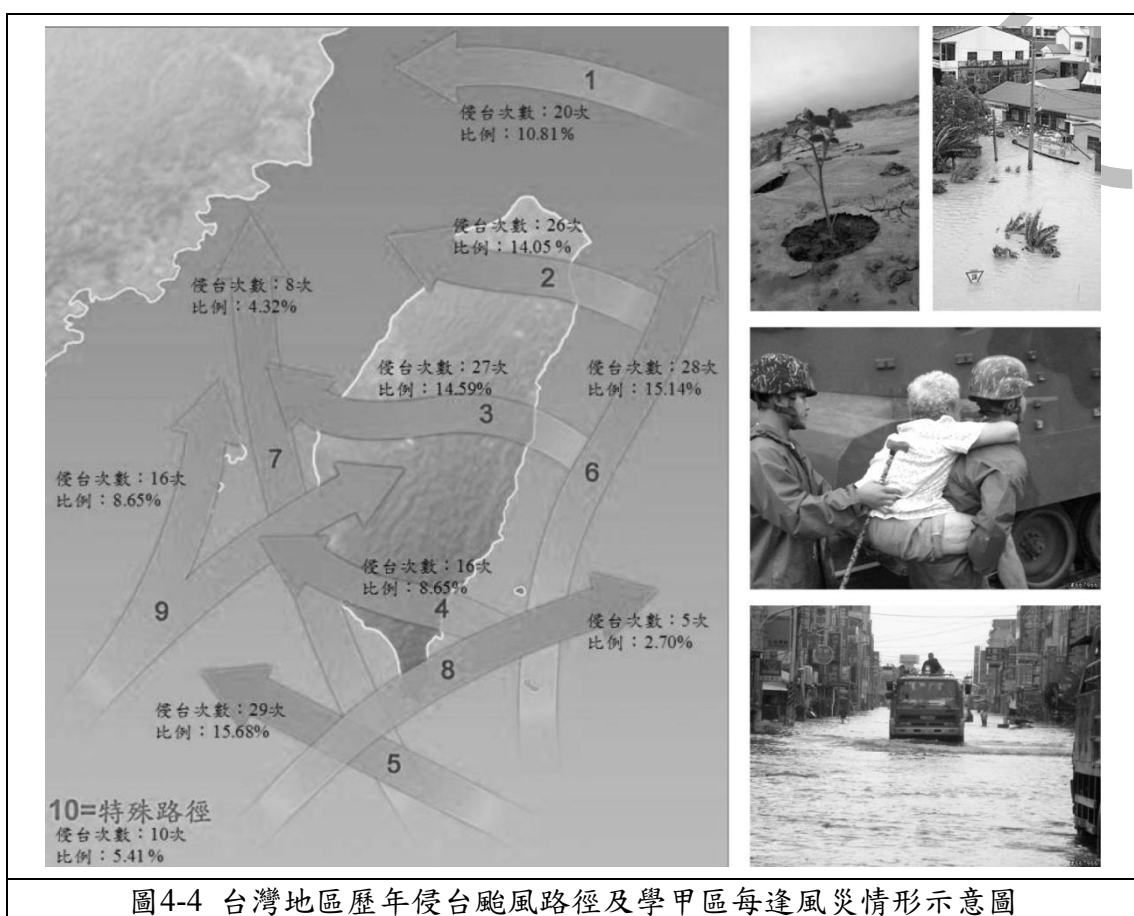 1
侵台次數：20次
比例：10.81%
侵台次數：26次
比例：14.05%
2
侵台次數：8次
比例：4.32%
侵台次數：27次
比例：14.59%
3
侵台次數：28次
比例：15.14%
7
6
侵台次數：16次
比例：8.65%
侵台次數：16次
比例：8.65%
4
9
侵台次數：5次
比例：2.70%
8
侵台次數：29次
比例：15.68%
5
10=特殊路徑
侵台次數：10次
比例：5.41%
圖4-4 台灣地區歷年侵台颱風路徑及學甲區每逢風災情形示意圖